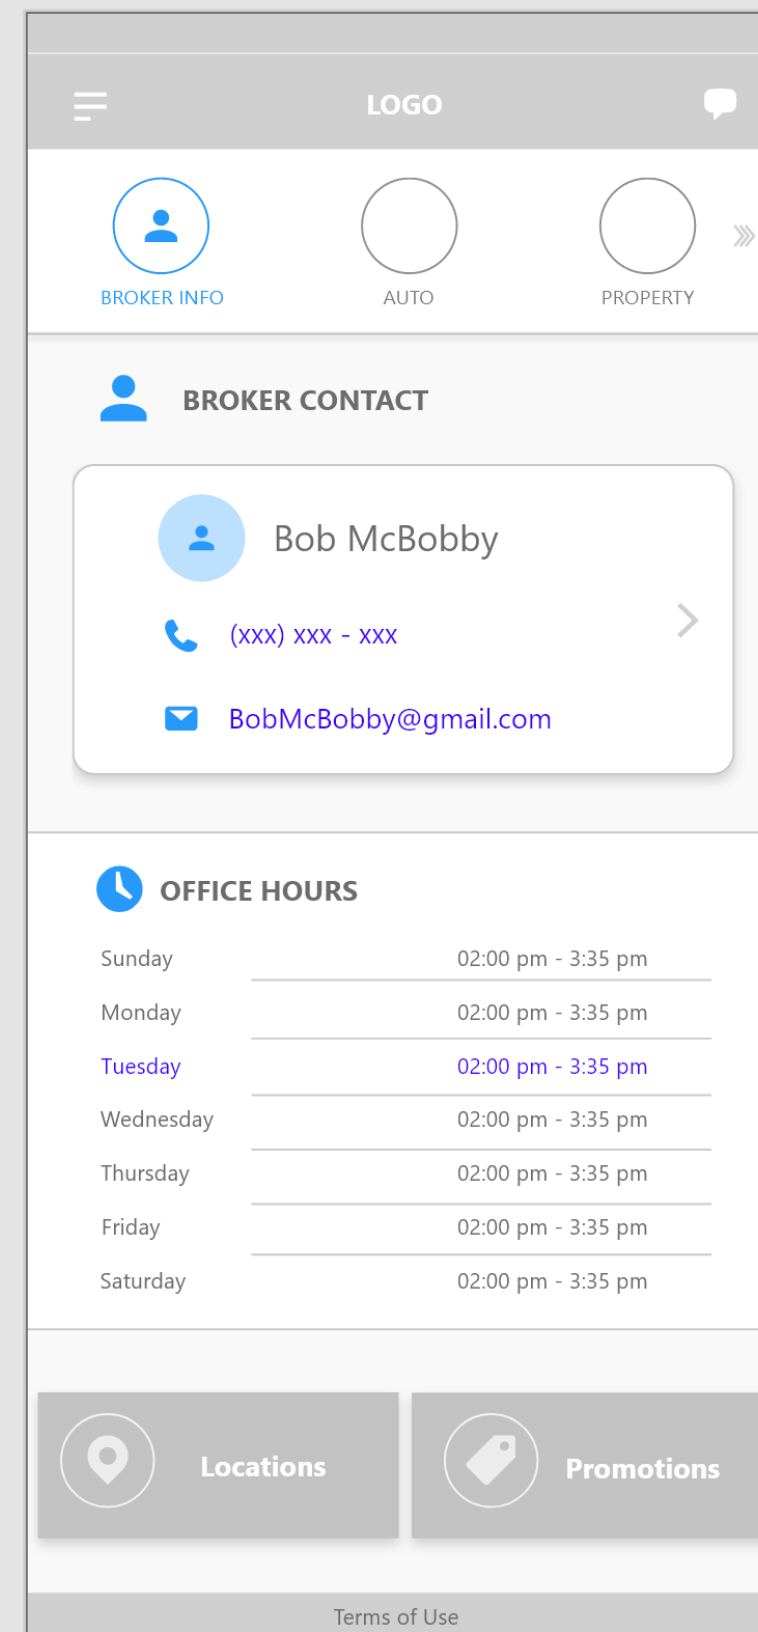 LOGO
BROKER INFO
AUTO
PROPERTY
BROKER CONTACT
Bob McBobby
(xxx) xxx - xxx
BobMcBobby@gmail.com
OFFICE HOURS
Sunday 02:00 pm - 3:35 pm
Monday 02:00 pm - 3:35 pm
Tuesday 02:00 pm - 3:35 pm
Wednesday 02:00 pm - 3:35 pm
Thursday 02:00 pm - 3:35 pm
Friday 02:00 pm - 3:35 pm
Saturday 02:00 pm - 3:35 pm
Locations
Promotions
Terms of Use